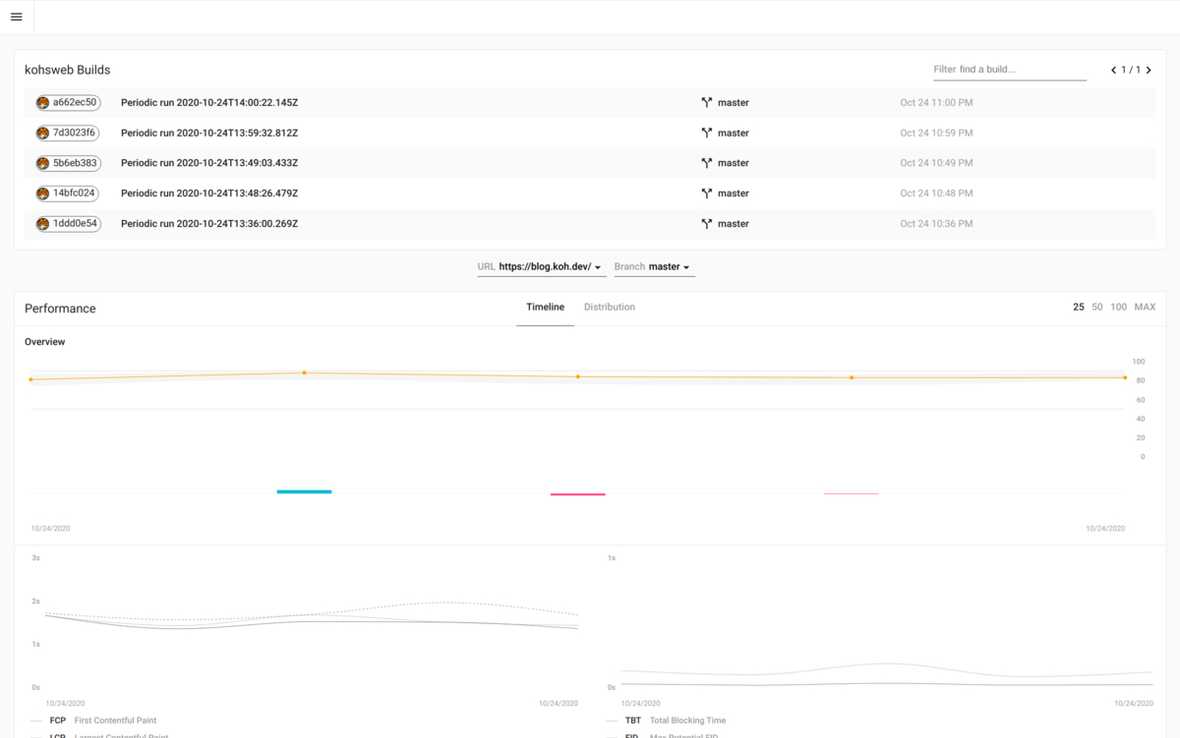 kohsweb Builds
Filter find a build...
1 / 1
a662ec50 Periodic run 2020-10-24T14:00:22.145Z master Oct 24 11:00 PM
7d3023f6 Periodic run 2020-10-24T13:59:32.812Z master Oct 24 10:59 PM
5b6eb383 Periodic run 2020-10-24T13:49:03.433Z master Oct 24 10:49 PM
14bfc024 Periodic run 2020-10-24T13:48:26.479Z master Oct 24 10:48 PM
1ddd0e54 Periodic run 2020-10-24T13:36:00.269Z master Oct 24 10:36 PM
URL https://blog.koh.dev/ Branch master
Performance
Timeline Distribution
25 50 100 MAX
Overview
100
80
60
40
20
0
10/24/2020 10/24/2020
3s
2s
1s
0s
10/24/2020 10/24/2020
FCP First Contentful Paint
LCP Largest Contentful Paint
1s
0s
10/24/2020 10/24/2020
TBT Total Blocking Time
FID Max Potential FID